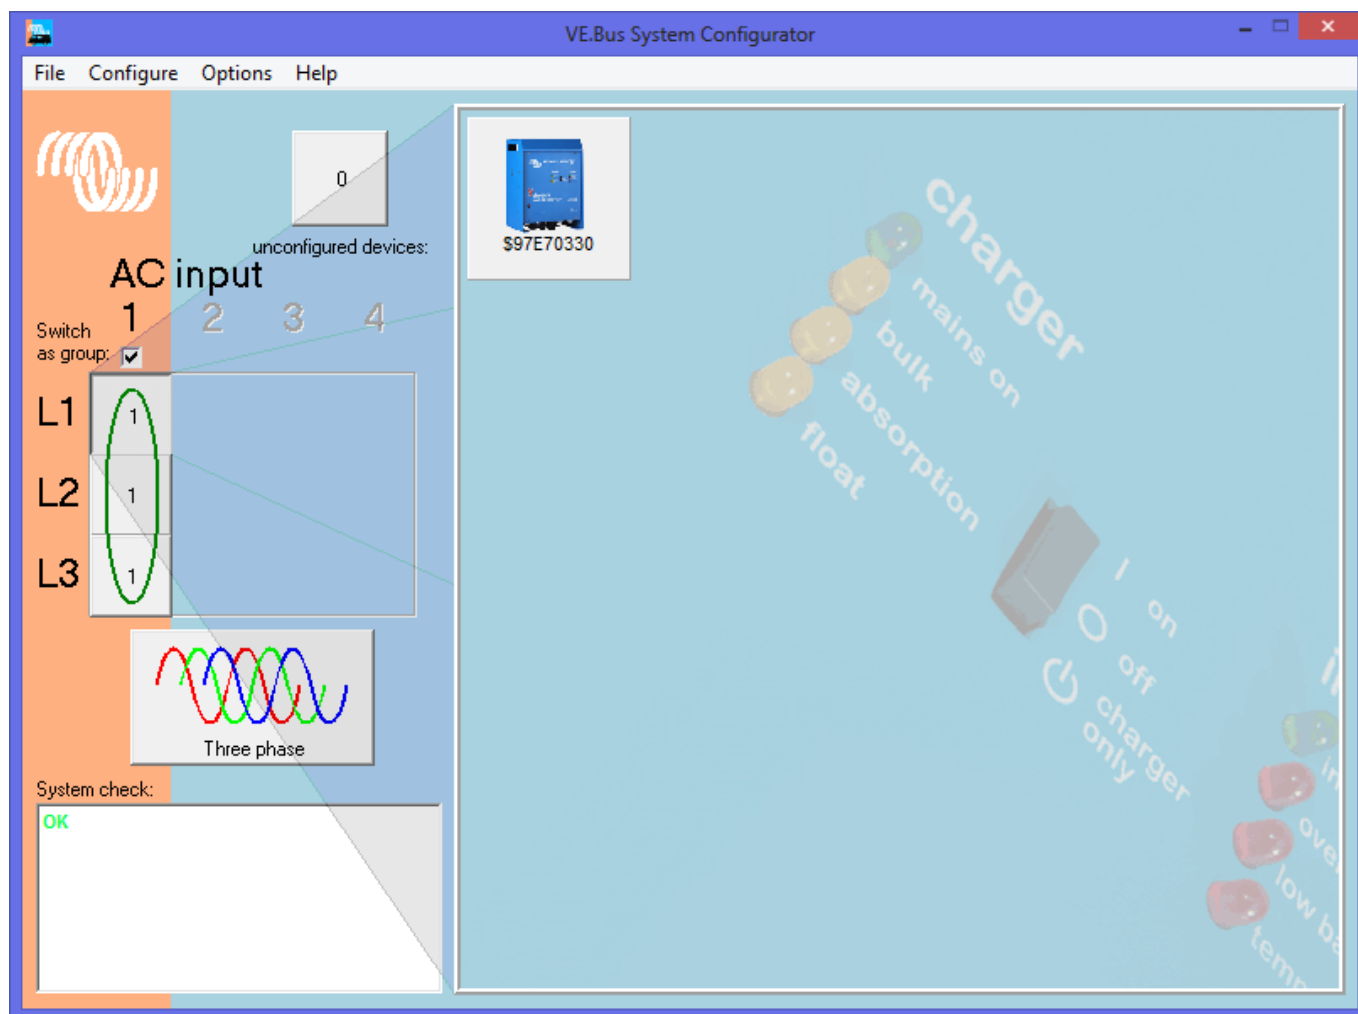 VE.Bus System Configurator
File Configure Options Help
0
unconfigured devices:
AC input
1 2 3 4
Switch
as group:
L1 1
L2 1
L3 1
Three phase
System check:
OK
$97E70330
charger
mains on
bulk
absorption
float
I on
O off
charger
only
low